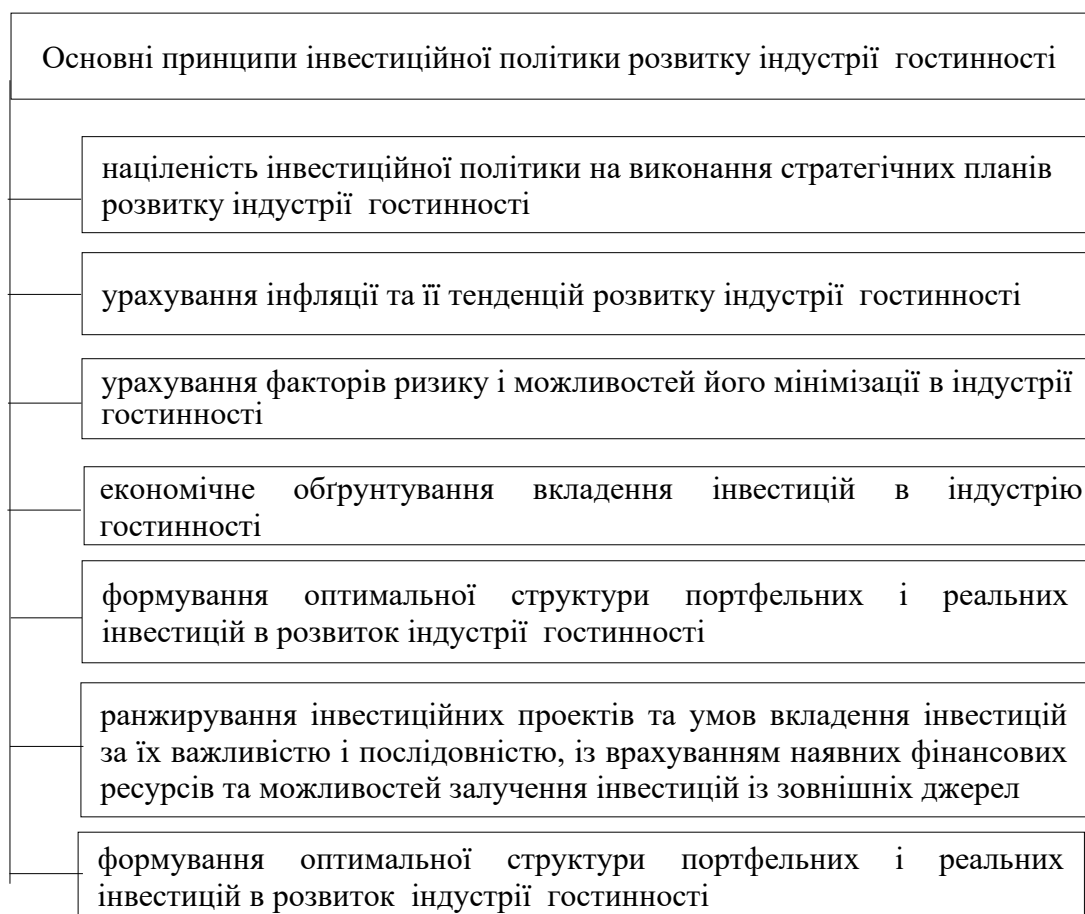 Основні принципи інвестиційної політики розвитку індустрії гостинності
націленість інвестиційної політики на виконання стратегічних планів
розвитку індустрії гостинності
урахування інфляції та її тенденцій розвитку індустрії гостинності
урахування факторів ризику і можливостей його мінімізації в індустрії
гостинності
економічне обґрунтування вкладення інвестицій в індустрію
гостинності
формування оптимальної структури портфельних і реальних
інвестицій в розвиток індустрії гостинності
ранжирування інвестиційних проектів та умов вкладення інвестицій
за їх важливістю і послідовністю, із врахуванням наявних фінансових
ресурсів та можливостей залучення інвестицій із зовнішніх джерел
формування оптимальної структури портфельних і реальних
інвестицій в розвиток індустрії гостинності